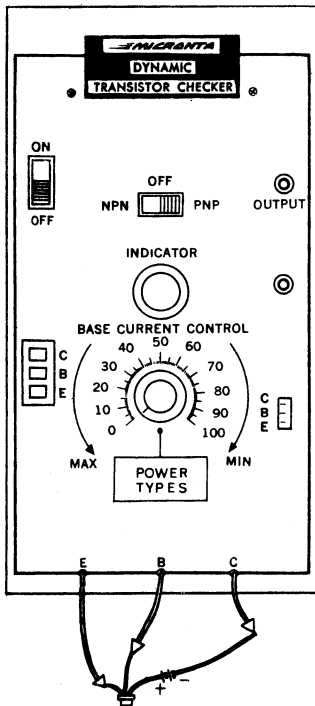 MICRONTA
DYNAMIC
TRANSISTOR CHECKER
ON
OFF
OFF
NPN PNP
OUTPUT
INDICATOR
BASE CURRENT CONTROL
C
B
E
0 10 20 30 40 50 60 70 80 90 100
C
B
E
MAX MIN
POWER
TYPES
E B C
+ −